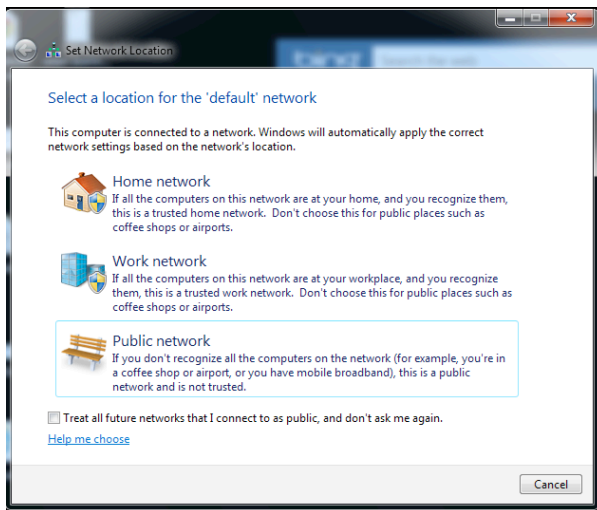 Set Network Location
Select a location for the 'default' network
This computer is connected to a network. Windows will automatically apply the correct
network settings based on the network's location.
Home network
If all the computers on this network are at your home, and you recognize them,
this is a trusted home network.  Don't choose this for public places such as
coffee shops or airports.
Work network
If all the computers on this network are at your workplace, and you recognize
them, this is a trusted work network.  Don't choose this for public places such as
coffee shops or airports.
Public network
If you don't recognize all the computers on the network (for example, you're in
a coffee shop or airport, or you have mobile broadband), this is a public
network and is not trusted.
Treat all future networks that I connect to as public, and don't ask me again.
Help me choose
Cancel